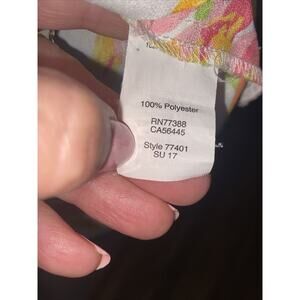 100% Polyester
RN77388
CA56445
Style 77401
SU 17